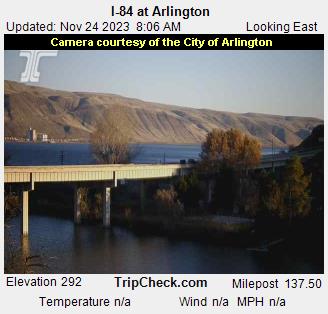 I-84 at Arlington
Updated: Nov 24 2023 8:06 AM Looking East
Camera courtesy of the City of Arlington
Elevation 292 TripCheck.com Milepost 137.50
Temperature n/a Wind n/a MPH n/a